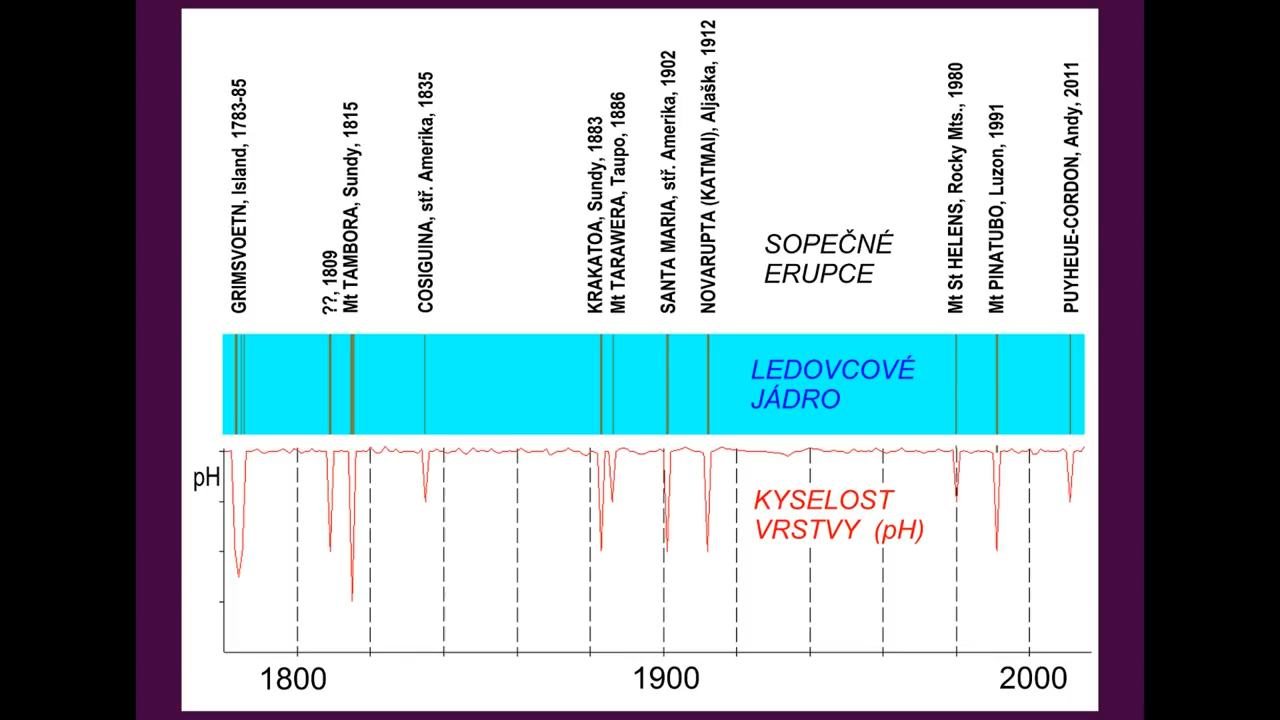 GRIMSVOETN, Island, 1783-85
??, 1809
Mt TAMBORA, Sundy, 1815
COSIGUINA, stř. Amerika, 1835
KRAKATOA, Sundy, 1883
Mt TARAWERA, Taupo, 1886
SANTA MARIA, stř. Amerika, 1902
NOVARUPTA (KATMAI), Aljaška, 1912
Mt St HELENS, Rocky Mts., 1980
Mt PINATUBO, Luzon, 1991
PUYHEUE-CORDON, Andy, 2011
SOPEČNÉ
ERUPCE
LEDOVCOVÉ
JÁDRO
pH
KYSELOST
VRSTVY (pH)
1800
1900
2000